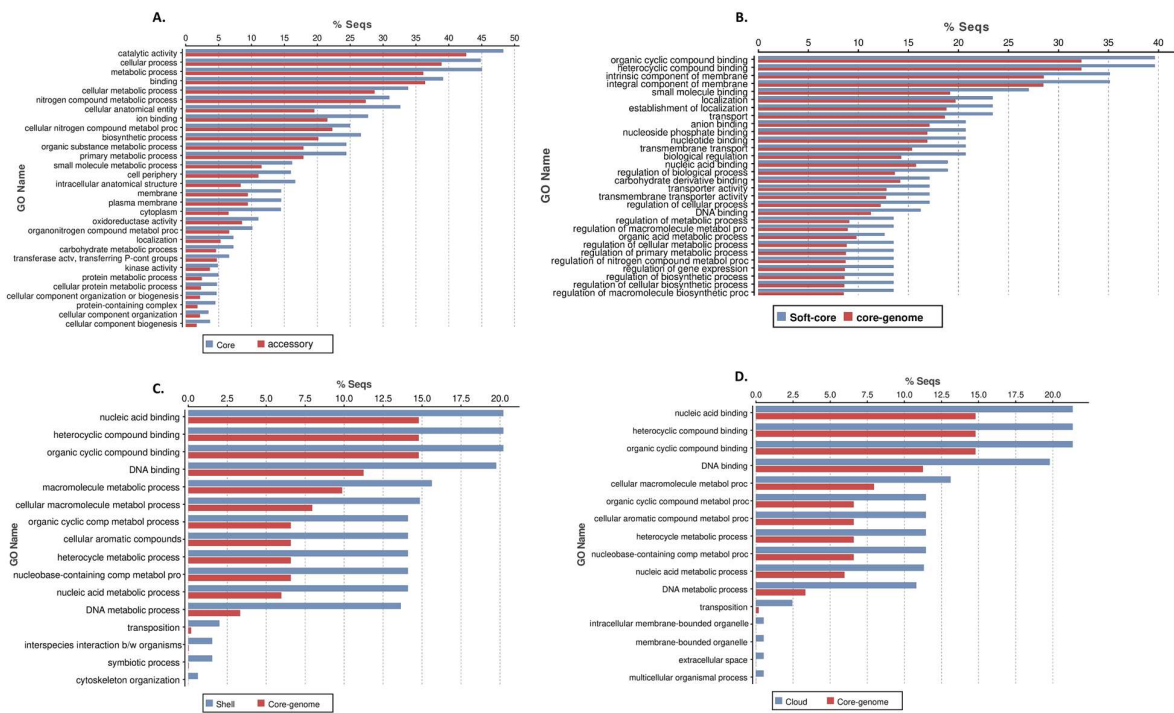 A.
% Seqs
0 5 10 15 20 25 30 35 40 45 50
catalytic activity
cellular process
metabolic process
binding
cellular metabolic process
nitrogen compound metabolic process
cellular anatomical entity
ion binding
cellular nitrogen compound metabol proc
biosynthetic process
organic substance metabolic process
primary metabolic process
small molecule metabolic process
cell periphery
intracellular anatomical structure
membrane
plasma membrane
cytoplasm
oxidoreductase activity
organonitrogen compound metabol proc
localization
carbohydrate metabolic process
transferase actv, transferring P-cont groups
kinase activity
protein metabolic process
cellular protein metabolic process
cellular component organization or biogenesis
protein-containing complex
cellular component organization
cellular component biogenesis
GO Name
Core accessory
B.
% Seqs
0 5 10 15 20 25 30 35 40
organic cyclic compound binding
heterocyclic compound binding
intrinsic component of membrane
integral component of membrane
small molecule binding
localization
establishment of localization
transport
anion binding
nucleoside phosphate binding
nucleotide binding
transmembrane transport
biological regulation
nucleic acid binding
regulation of biological process
carbohydrate derivative binding
transporter activity
transmembrane transporter activity
regulation of cellular process
DNA binding
regulation of metabolic process
regulation of macromolecule metabol pro
organic acid metabolic process
regulation of cellular metabolic process
regulation of primary metabolic process
regulation of nitrogen compound metabol proc
regulation of gene expression
regulation of biosynthetic process
regulation of cellular biosynthetic process
regulation of macromolecule biosynthetic proc
GO Name
Soft-core core-genome
C.
% Seqs
0.0 2.5 5.0 7.5 10.0 12.5 15.0 17.5 20.0
nucleic acid binding
heterocyclic compound binding
organic cyclic compound binding
DNA binding
macromolecule metabolic process
cellular macromolecule metabol process
organic cyclic comp metabol process
cellular aromatic compounds
heterocycle metabolic process
nucleobase-containing comp metabol pro
nucleic acid metabolic process
DNA metabolic process
transposition
interspecies interaction b/w organisms
symbiotic process
cytoskeleton organization
GO Name
Shell Core-genome
D.
% Seqs
0.0 2.5 5.0 7.5 10.0 12.5 15.0 17.5 20.0
nucleic acid binding
heterocyclic compound binding
organic cyclic compound binding
DNA binding
cellular macromolecule metabol proc
organic cyclic compound metabol proc
cellular aromatic compound metabol proc
heterocycle metabolic process
nucleobase-containing comp metabol proc
nucleic acid metabolic process
DNA metabolic process
transposition
intracellular membrane-bounded organelle
membrane-bounded organelle
extracellular space
multicellular organismal process
GO Name
Cloud Core-genome